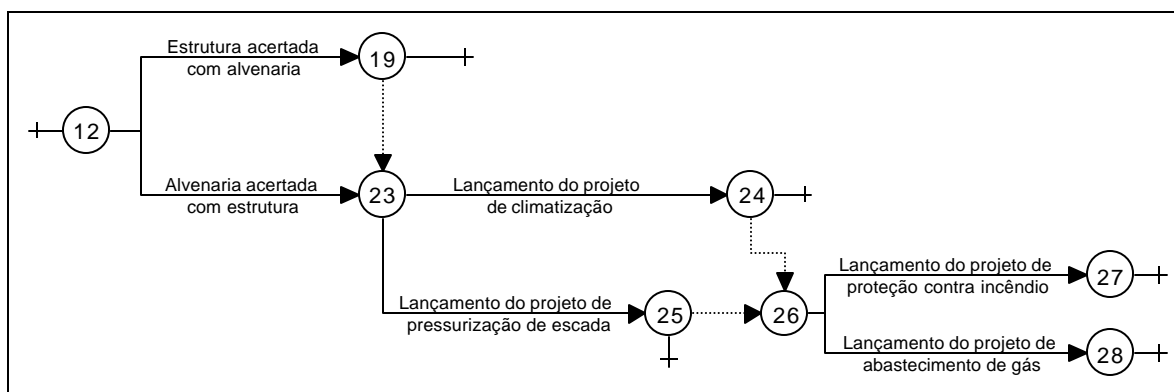 Estrutura acertada
com alvenaria
19
12
Alvenaria acertada
com estrutura
23
Lançamento do projeto
de climatização
24
Lançamento do projeto de
proteção contra incêndio
27
Lançamento do projeto de
pressurização de escada
25
26
Lançamento do projeto de
abastecimento de gás
28